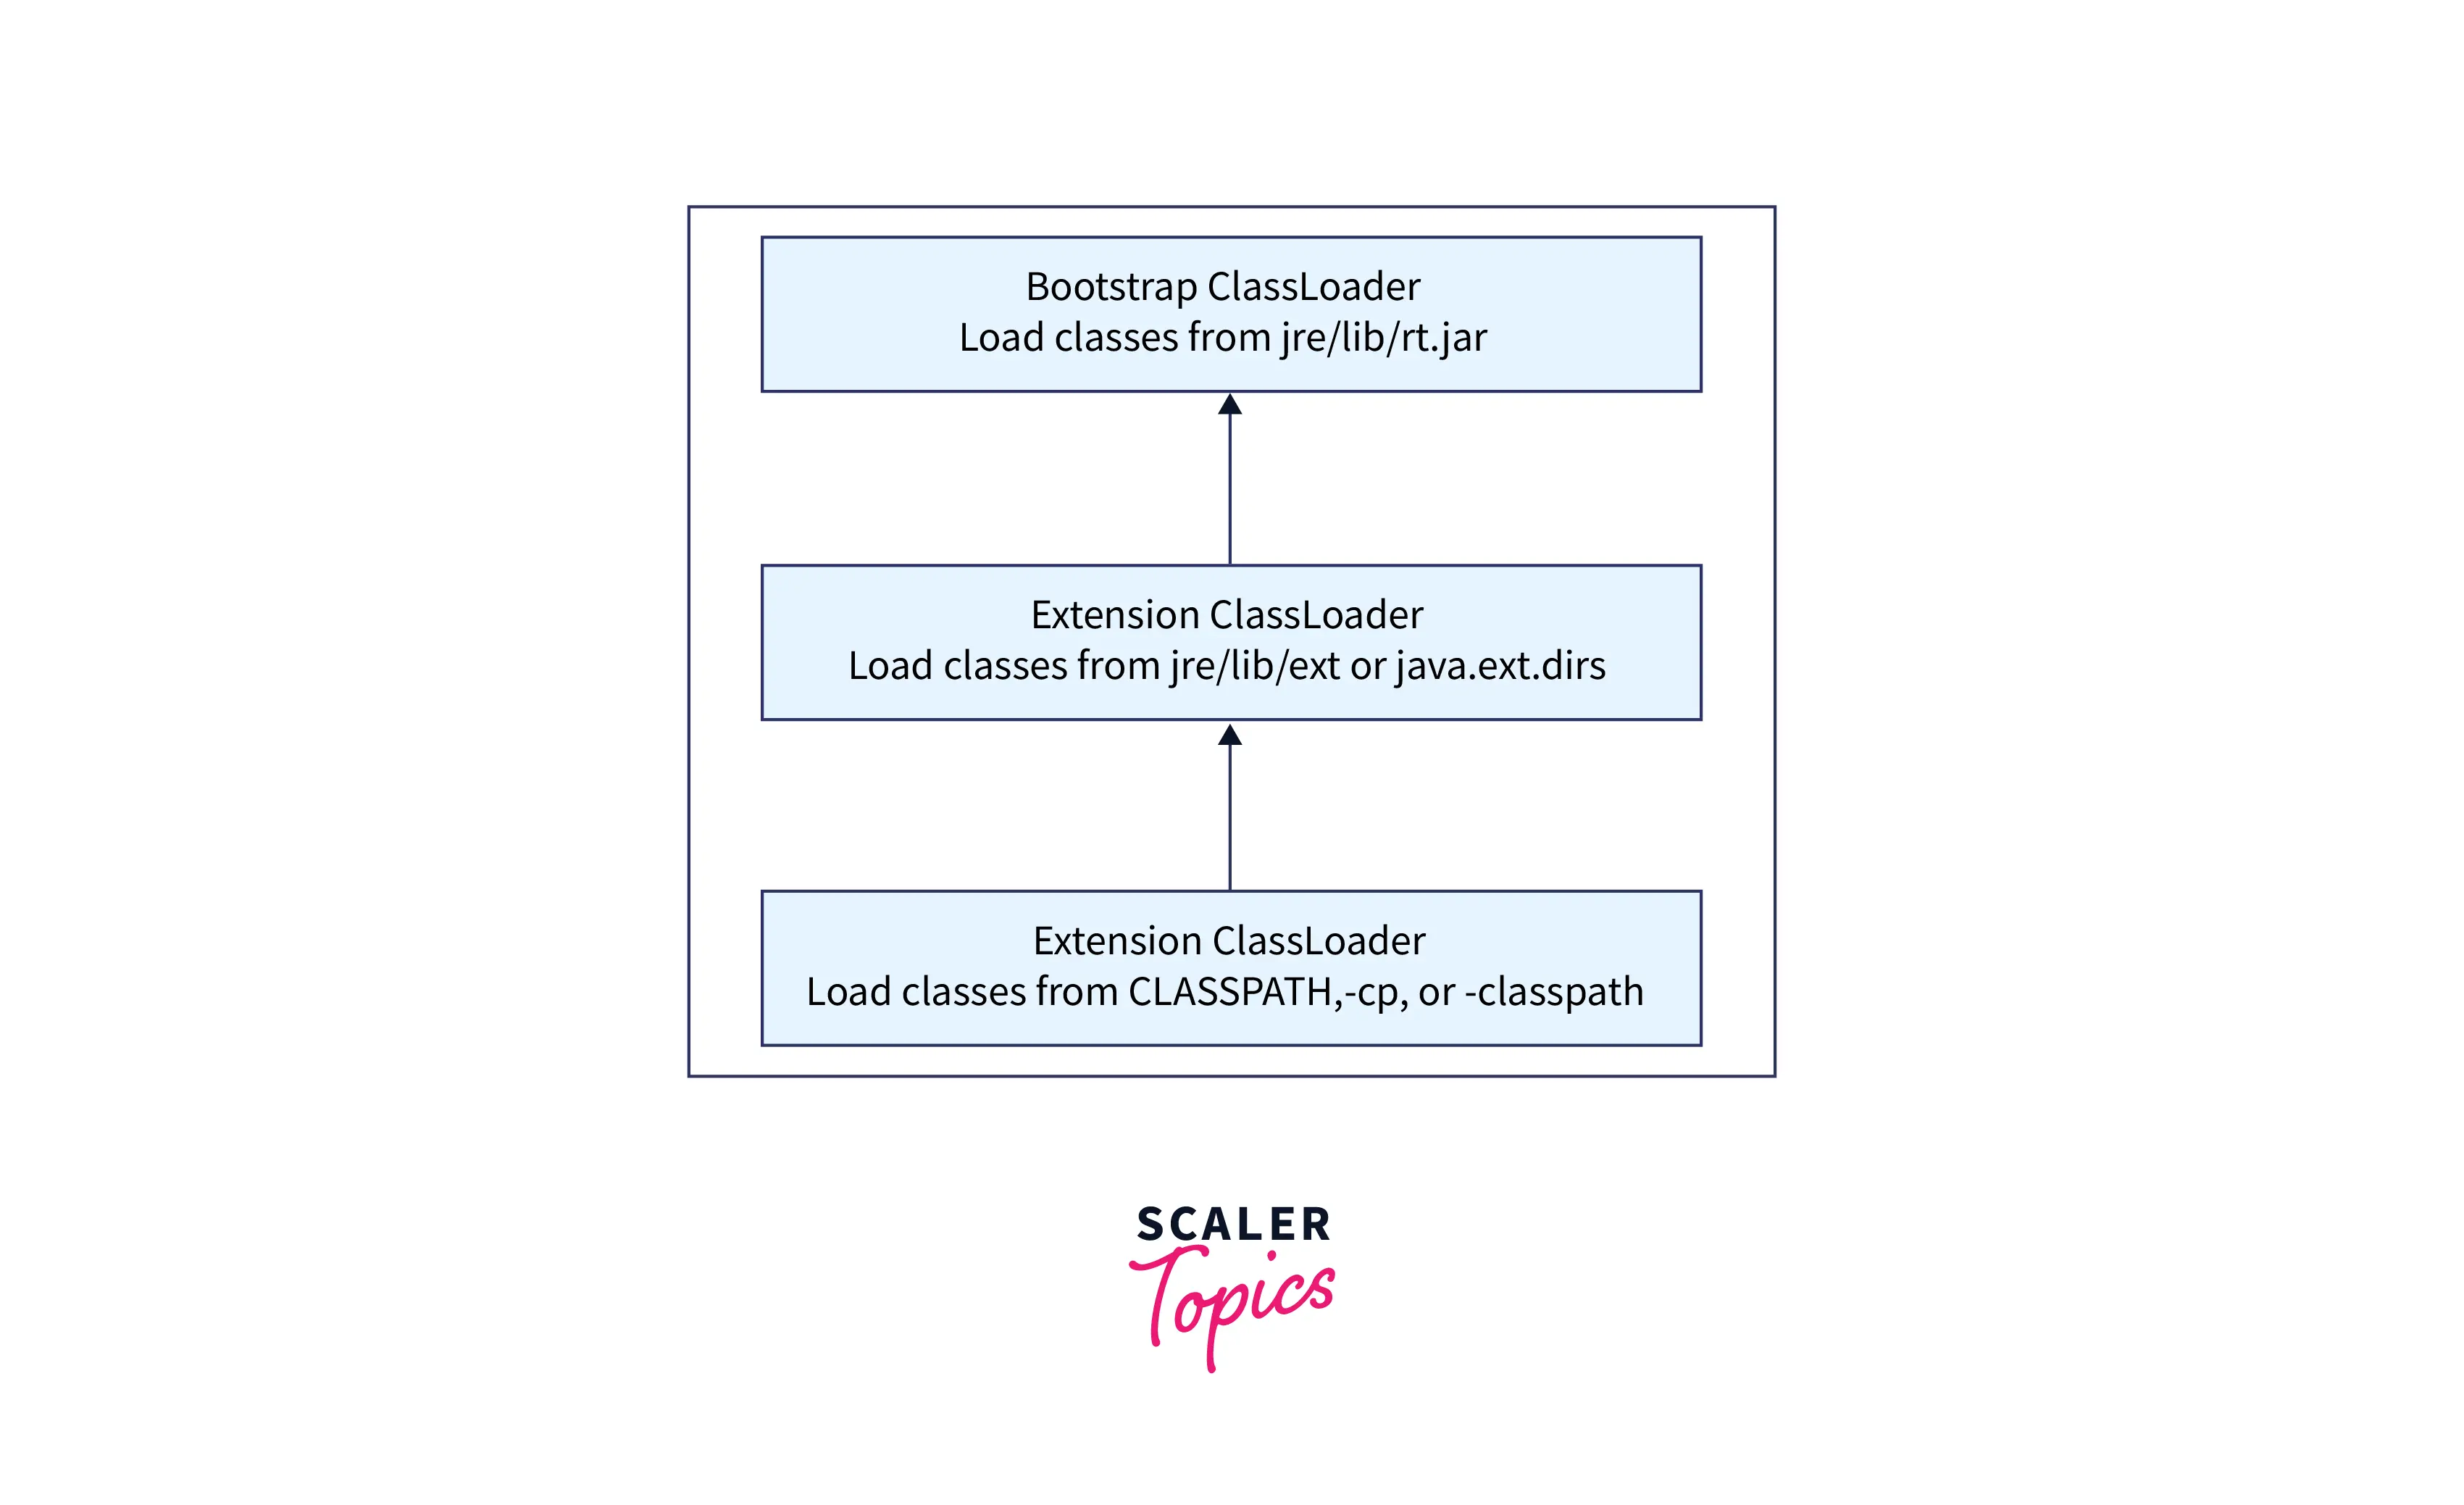 Bootstrap ClassLoader
Load classes from jre/lib/rt.jar
Extension ClassLoader
Load classes from jre/lib/ext or java.ext.dirs
Extension ClassLoader
Load classes from CLASSPATH,-cp, or -classpath
SCALER
Topics